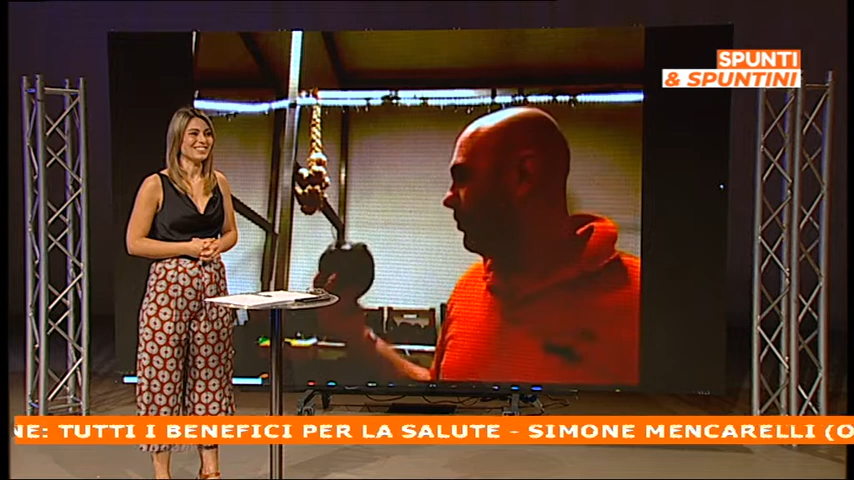 SPUNTI
& SPUNTINI
NE: TUTTI I BENEFICI PER LA SALUTE - SIMONE MENCARELLI (O